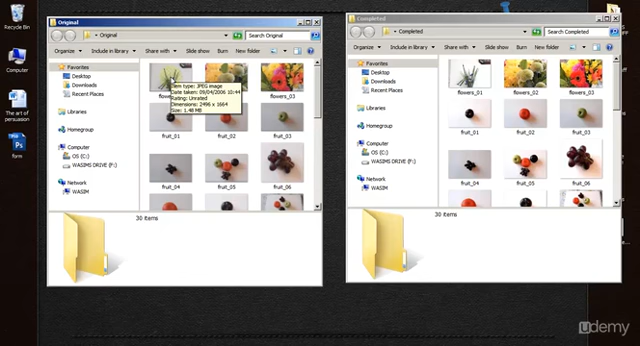 Recycle Bin
Computer
The art of
persuasion
form
Original
Original
Search Original
Organize
Include in library
Share with
Slide show
Burn
New folder
Favorites
Desktop
Downloads
Recent Places
Libraries
Homegroup
Computer
OS (C:)
WASIMS DRIVE (F:)
Network
WASIM
Item type: JPEG image
Date taken: 09/04/2006 10:44
Rating: Unrated
Dimensions: 2496 x 1664
Size: 1.48 MB
flowers_03
fruit_01
fruit_02
fruit_03
fruit_04
fruit_05
fruit_06
30 items
Completed
Completed
Search Completed
Organize
Include in library
Share with
Slide show
Burn
New folder
Favorites
Desktop
Downloads
Recent Places
Libraries
Homegroup
Computer
OS (C:)
WASIMS DRIVE (F:)
Network
WASIM
flowers_01
flowers_02
flowers_03
fruit_01
fruit_02
fruit_03
fruit_04
fruit_05
fruit_06
30 items
udemy